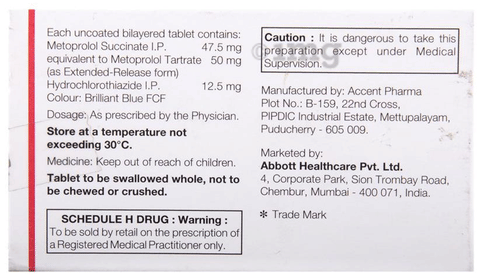 Each uncoated bilayered tablet contains:
Metoprolol Succinate I.P. 47.5 mg
equivalent to Metoprolol Tartrate 50 mg
(as Extended-Release form)
Hydrochlorothiazide I.P. 12.5 mg
Colour: Brilliant Blue FCF
Dosage: As prescribed by the Physician.
Store at a temperature not
exceeding 30°C.
Medicine: Keep out of reach of children.
Tablet to be swallowed whole, not to
be chewed or crushed.
SCHEDULE H DRUG : Warning :
To be sold by retail on the prescription of
a Registered Medical Practitioner only.
Caution : It is dangerous to take this
preparation except under Medical
Supervision.
1mg
Manufactured by: Accent Pharma
Plot No.: B-159, 22nd Cross,
PIPDIC Industrial Estate, Mettupalayam,
Puducherry - 605 009.
Marketed by:
Abbott Healthcare Pvt. Ltd.
4, Corporate Park, Sion Trombay Road,
Chembur, Mumbai - 400 071, India.
* Trade Mark